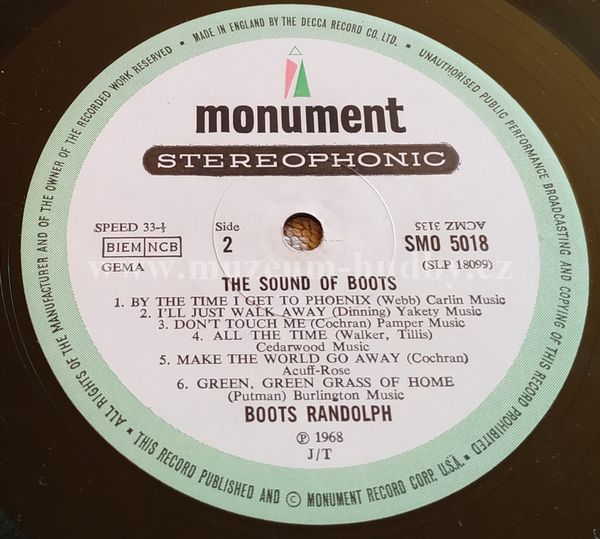 ALL RIGHTS OF THE MANUFACTURER AND OF THE OWNER OF THE RECORDED WORK RESERVED • MADE IN ENGLAND BY THE DECCA RECORD CO. LTD. • UNAUTHORISED PUBLIC PERFORMANCE BROADCASTING AND COPYING OF THIS RECORD PROHIBITED •
monument
STEREOPHONIC
SPEED 33-⅓
BIEM NCB
GEMA
Side
2
ACMZ 3135
SMO 5018
(SLP 18099)
www.muzeum-hudby.cz
THE SOUND OF BOOTS
1. BY THE TIME I GET TO PHOENIX (Webb) Carlin Music
2. I'LL JUST WALK AWAY (Dinning) Yakety Music
3. DON'T TOUCH ME (Cochran) Pamper Music
4. ALL THE TIME (Walker, Tillis)
Cedarwood Music
5. MAKE THE WORLD GO AWAY (Cochran)
Acuff-Rose
6. GREEN, GREEN GRASS OF HOME
(Putman) Burlington Music
BOOTS RANDOLPH
℗ 1968
J/T
• THIS RECORD PUBLISHED AND © MONUMENT RECORD CORP. U.S.A. •